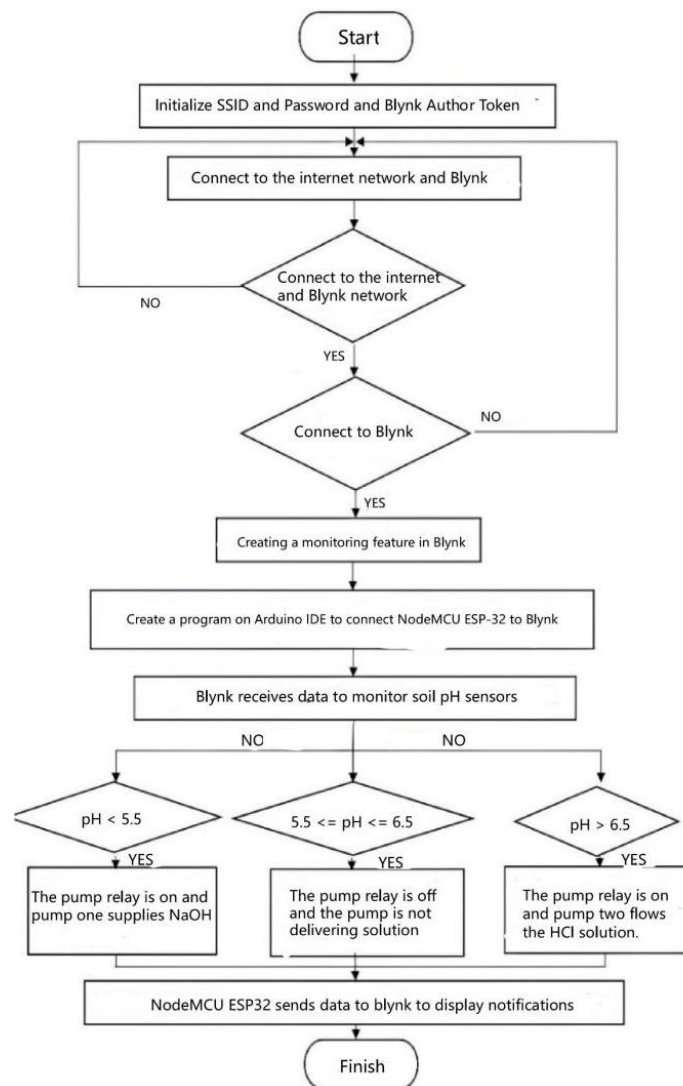 Start
Initialize SSID and Password and Blynk Author Token
Connect to the internet network and Blynk
Connect to the internet
and Blynk network
NO
YES
Connect to Blynk
NO
YES
Creating a monitoring feature in Blynk
Create a program on Arduino IDE to connect NodeMCU ESP-32 to Blynk
Blynk receives data to monitor soil pH sensors
NO
NO
pH < 5.5
5.5 <= pH <= 6.5
pH > 6.5
YES
YES
YES
The pump relay is on and
pump one supplies NaOH
The pump relay is off
and the pump is not
delivering solution
The pump relay is on
and pump two flows
the HCl solution.
NodeMCU ESP32 sends data to blynk to display notifications
Finish